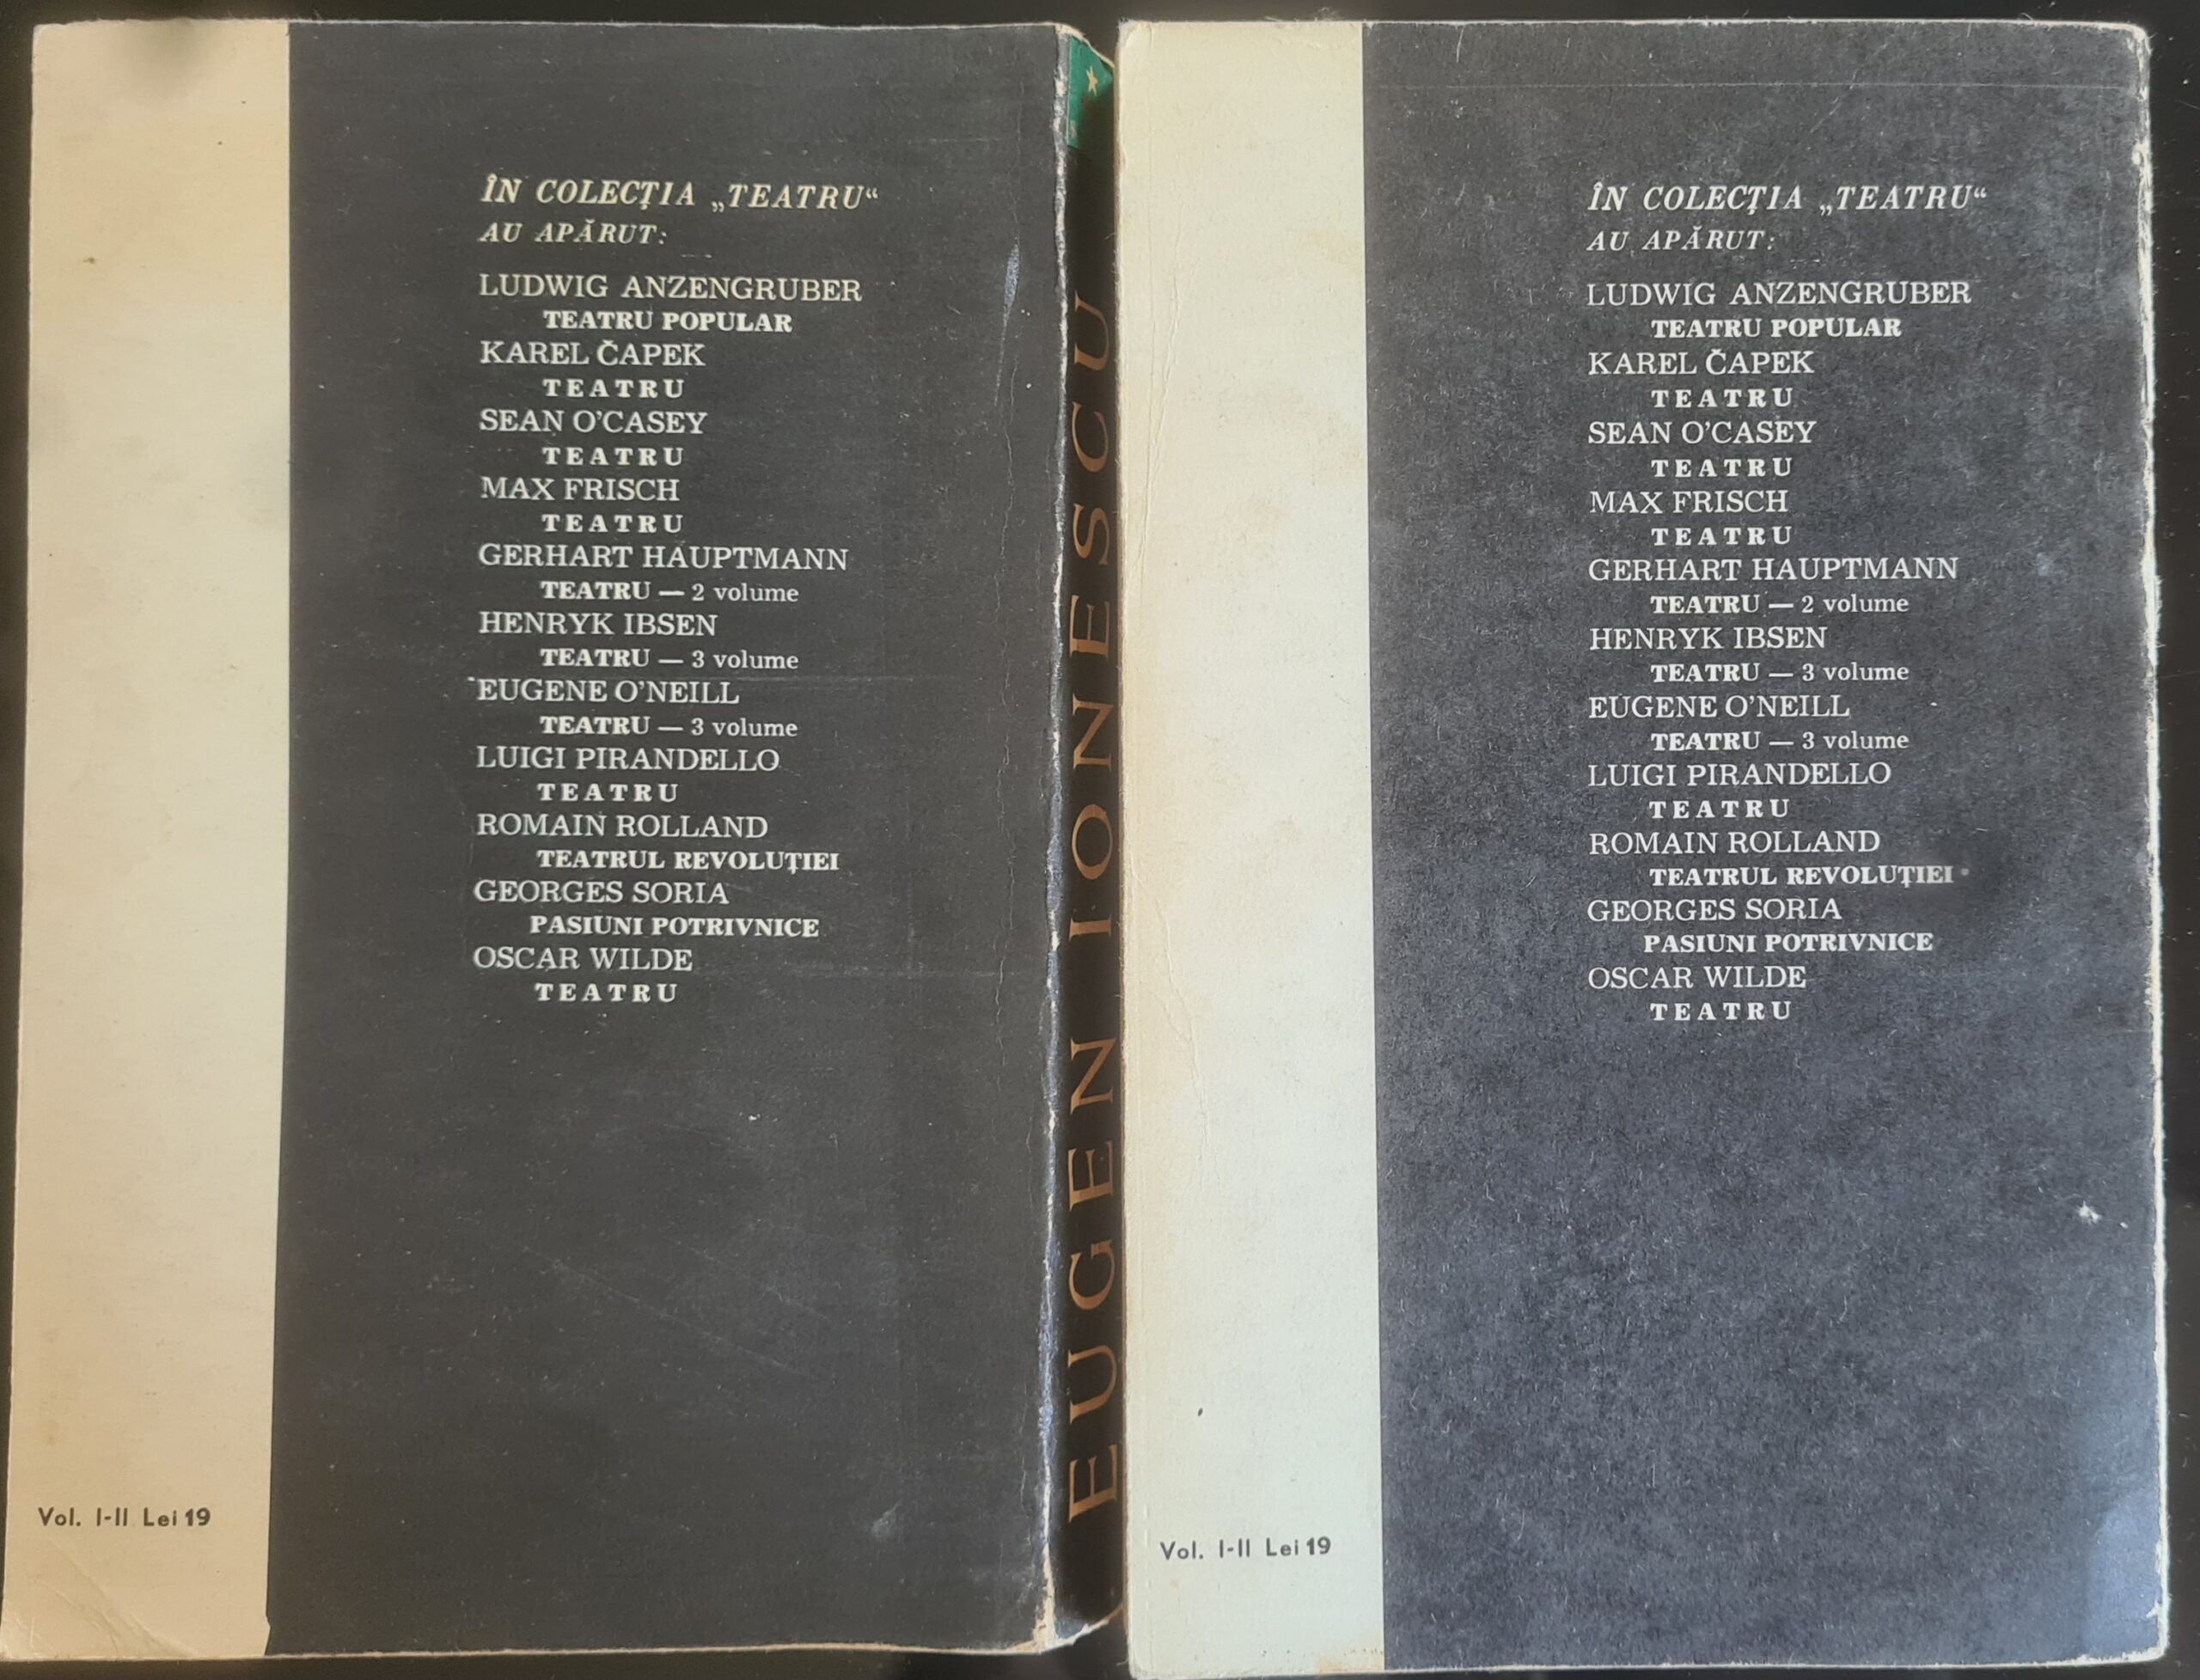 ÎN COLECȚIA „TEATRU“
AU APĂRUT:
LUDWIG ANZENGRUBER
TEATRU POPULAR
KAREL ČAPEK
TEATRU
SEAN O'CASEY
TEATRU
MAX FRISCH
TEATRU
GERHART HAUPTMANN
TEATRU — 2 volume
HENRYK IBSEN
TEATRU — 3 volume
EUGENE O'NEILL
TEATRU — 3 volume
LUIGI PIRANDELLO
TEATRU
ROMAIN ROLLAND
TEATRUL REVOLUȚIEI
GEORGES SORIA
PASIUNI POTRIVNICE
OSCAR WILDE
TEATRU
Vol. I-II Lei 19
EUGEN IONESCU
ÎN COLECȚIA „TEATRU“
AU APĂRUT:
LUDWIG ANZENGRUBER
TEATRU POPULAR
KAREL ČAPEK
TEATRU
SEAN O'CASEY
TEATRU
MAX FRISCH
TEATRU
GERHART HAUPTMANN
TEATRU — 2 volume
HENRYK IBSEN
TEATRU — 3 volume
EUGENE O'NEILL
TEATRU — 3 volume
LUIGI PIRANDELLO
TEATRU
ROMAIN ROLLAND
TEATRUL REVOLUȚIEI
GEORGES SORIA
PASIUNI POTRIVNICE
OSCAR WILDE
TEATRU
Vol. I-II Lei 19